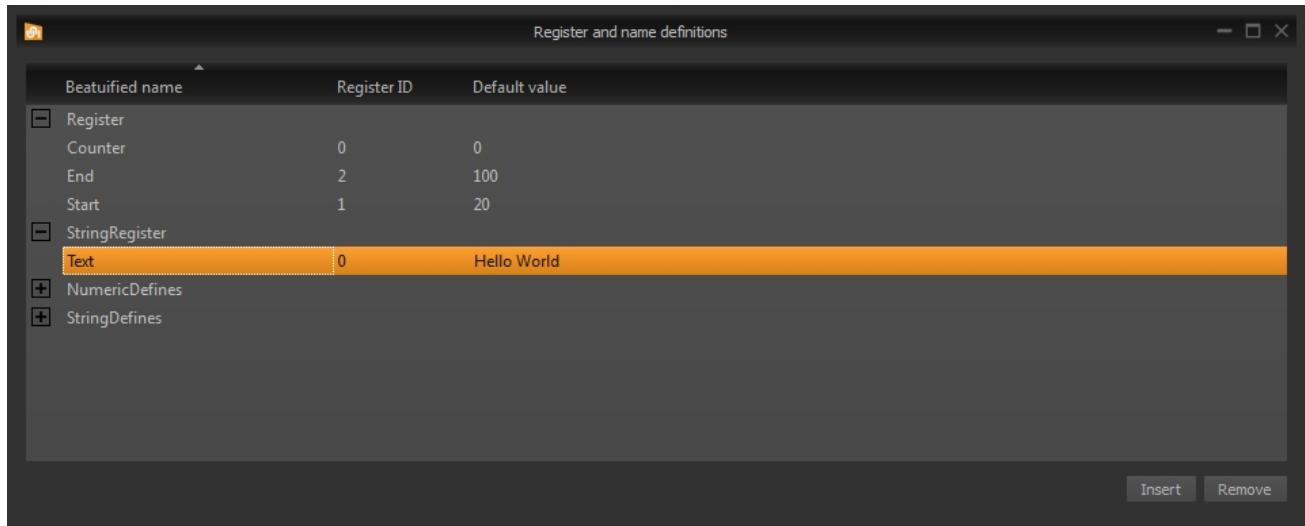 Register and name definitions
Beatuified name Register ID Default value
Register
Counter 0 0
End 2 100
Start 1 20
StringRegister
Text 0 Hello World
NumericDefines
StringDefines
Insert Remove